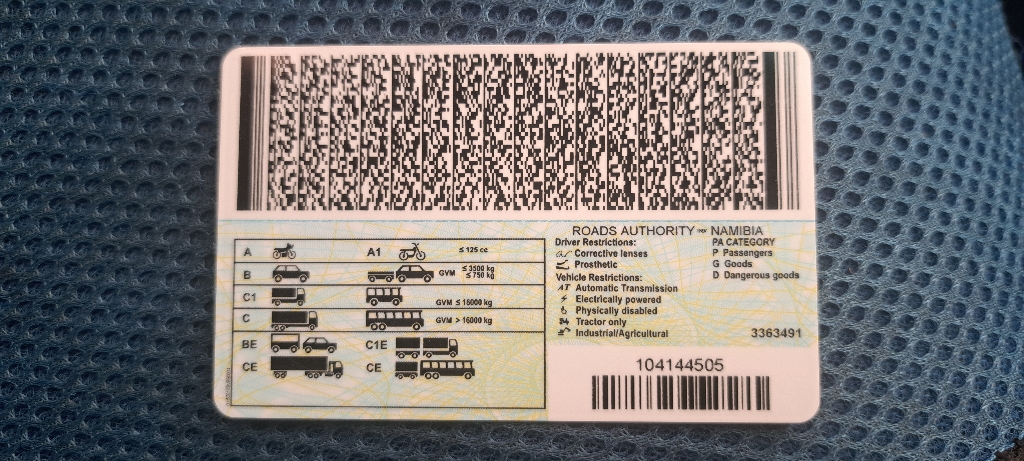 ROADS AUTHORITY NAMIBIA
A A1 ≤ 125 cc
B GVM ≤ 3500 kg
≤ 750 kg
C1 GVM ≤ 16000 kg
C GVM > 16000 kg
BE C1E
CE CE
Driver Restrictions:
Corrective lenses
Prosthetic
Vehicle Restrictions:
AT Automatic Transmission
Electrically powered
Physically disabled
Tractor only
Industrial/Agricultural
PA CATEGORY
P Passangers
G Goods
D Dangerous goods
3363491
104144505